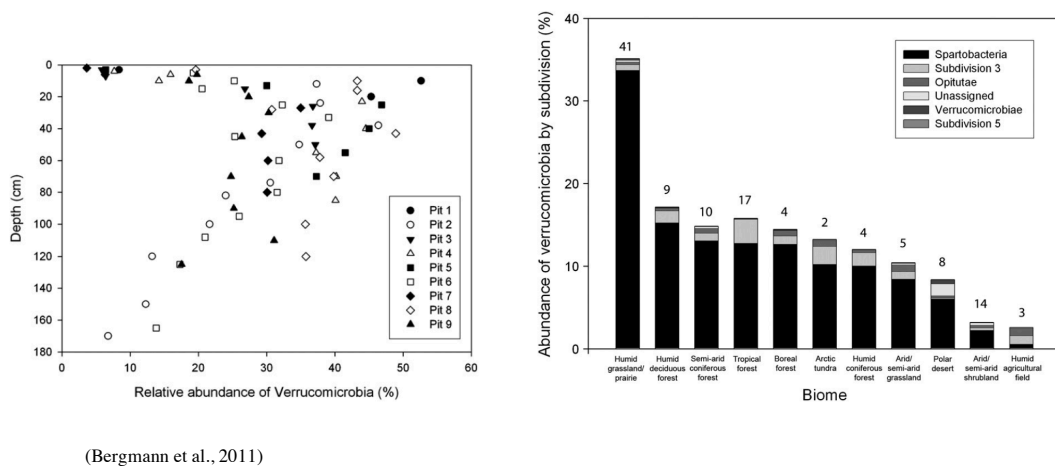 0
20
40
60
80
100
120
140
160
180
Depth (cm)
0 10 20 30 40 50 60
Relative abundance of Verrucomicrobia (%)
Pit 1
Pit 2
Pit 3
Pit 4
Pit 5
Pit 6
Pit 7
Pit 8
Pit 9
Abundance of verrucomicrobia by subdivision (%)
40
30
20
10
0
Spartobacteria
Subdivision 3
Opitutae
Unassigned
Verrucomicrobiae
Subdivision 5
41
9
10
17
4
2
4
5
8
14
3
Humid
grassland/
prairie
Humid
deciduous
forest
Semi-arid
coniferous
forest
Tropical
forest
Boreal
forest
Arctic
tundra
Humid
coniferous
forest
Arid/
semi-arid
grassland
Polar
desert
Arid/
semi-arid
shrubland
Humid
agricultural
field
Biome
(Bergmann et al., 2011)